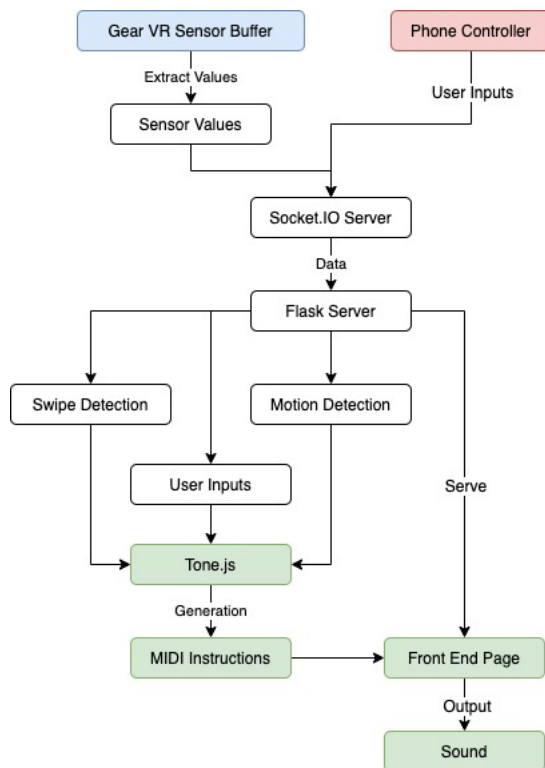 Gear VR Sensor Buffer
Phone Controller
Extract Values
User Inputs
Sensor Values
Socket.IO Server
Data
Flask Server
Swipe Detection
Motion Detection
User Inputs
Serve
Tone.js
Generation
MIDI Instructions
Front End Page
Output
Sound